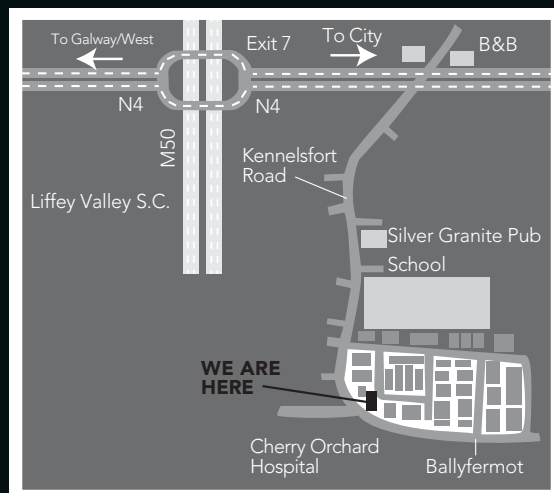 To Galway/West
Exit 7
To City
B&B
N4
N4
M50
Kennelsfort
Road
Liffey Valley S.C.
Silver Granite Pub
School
WE ARE
HERE
Cherry Orchard
Hospital
Ballyfermot